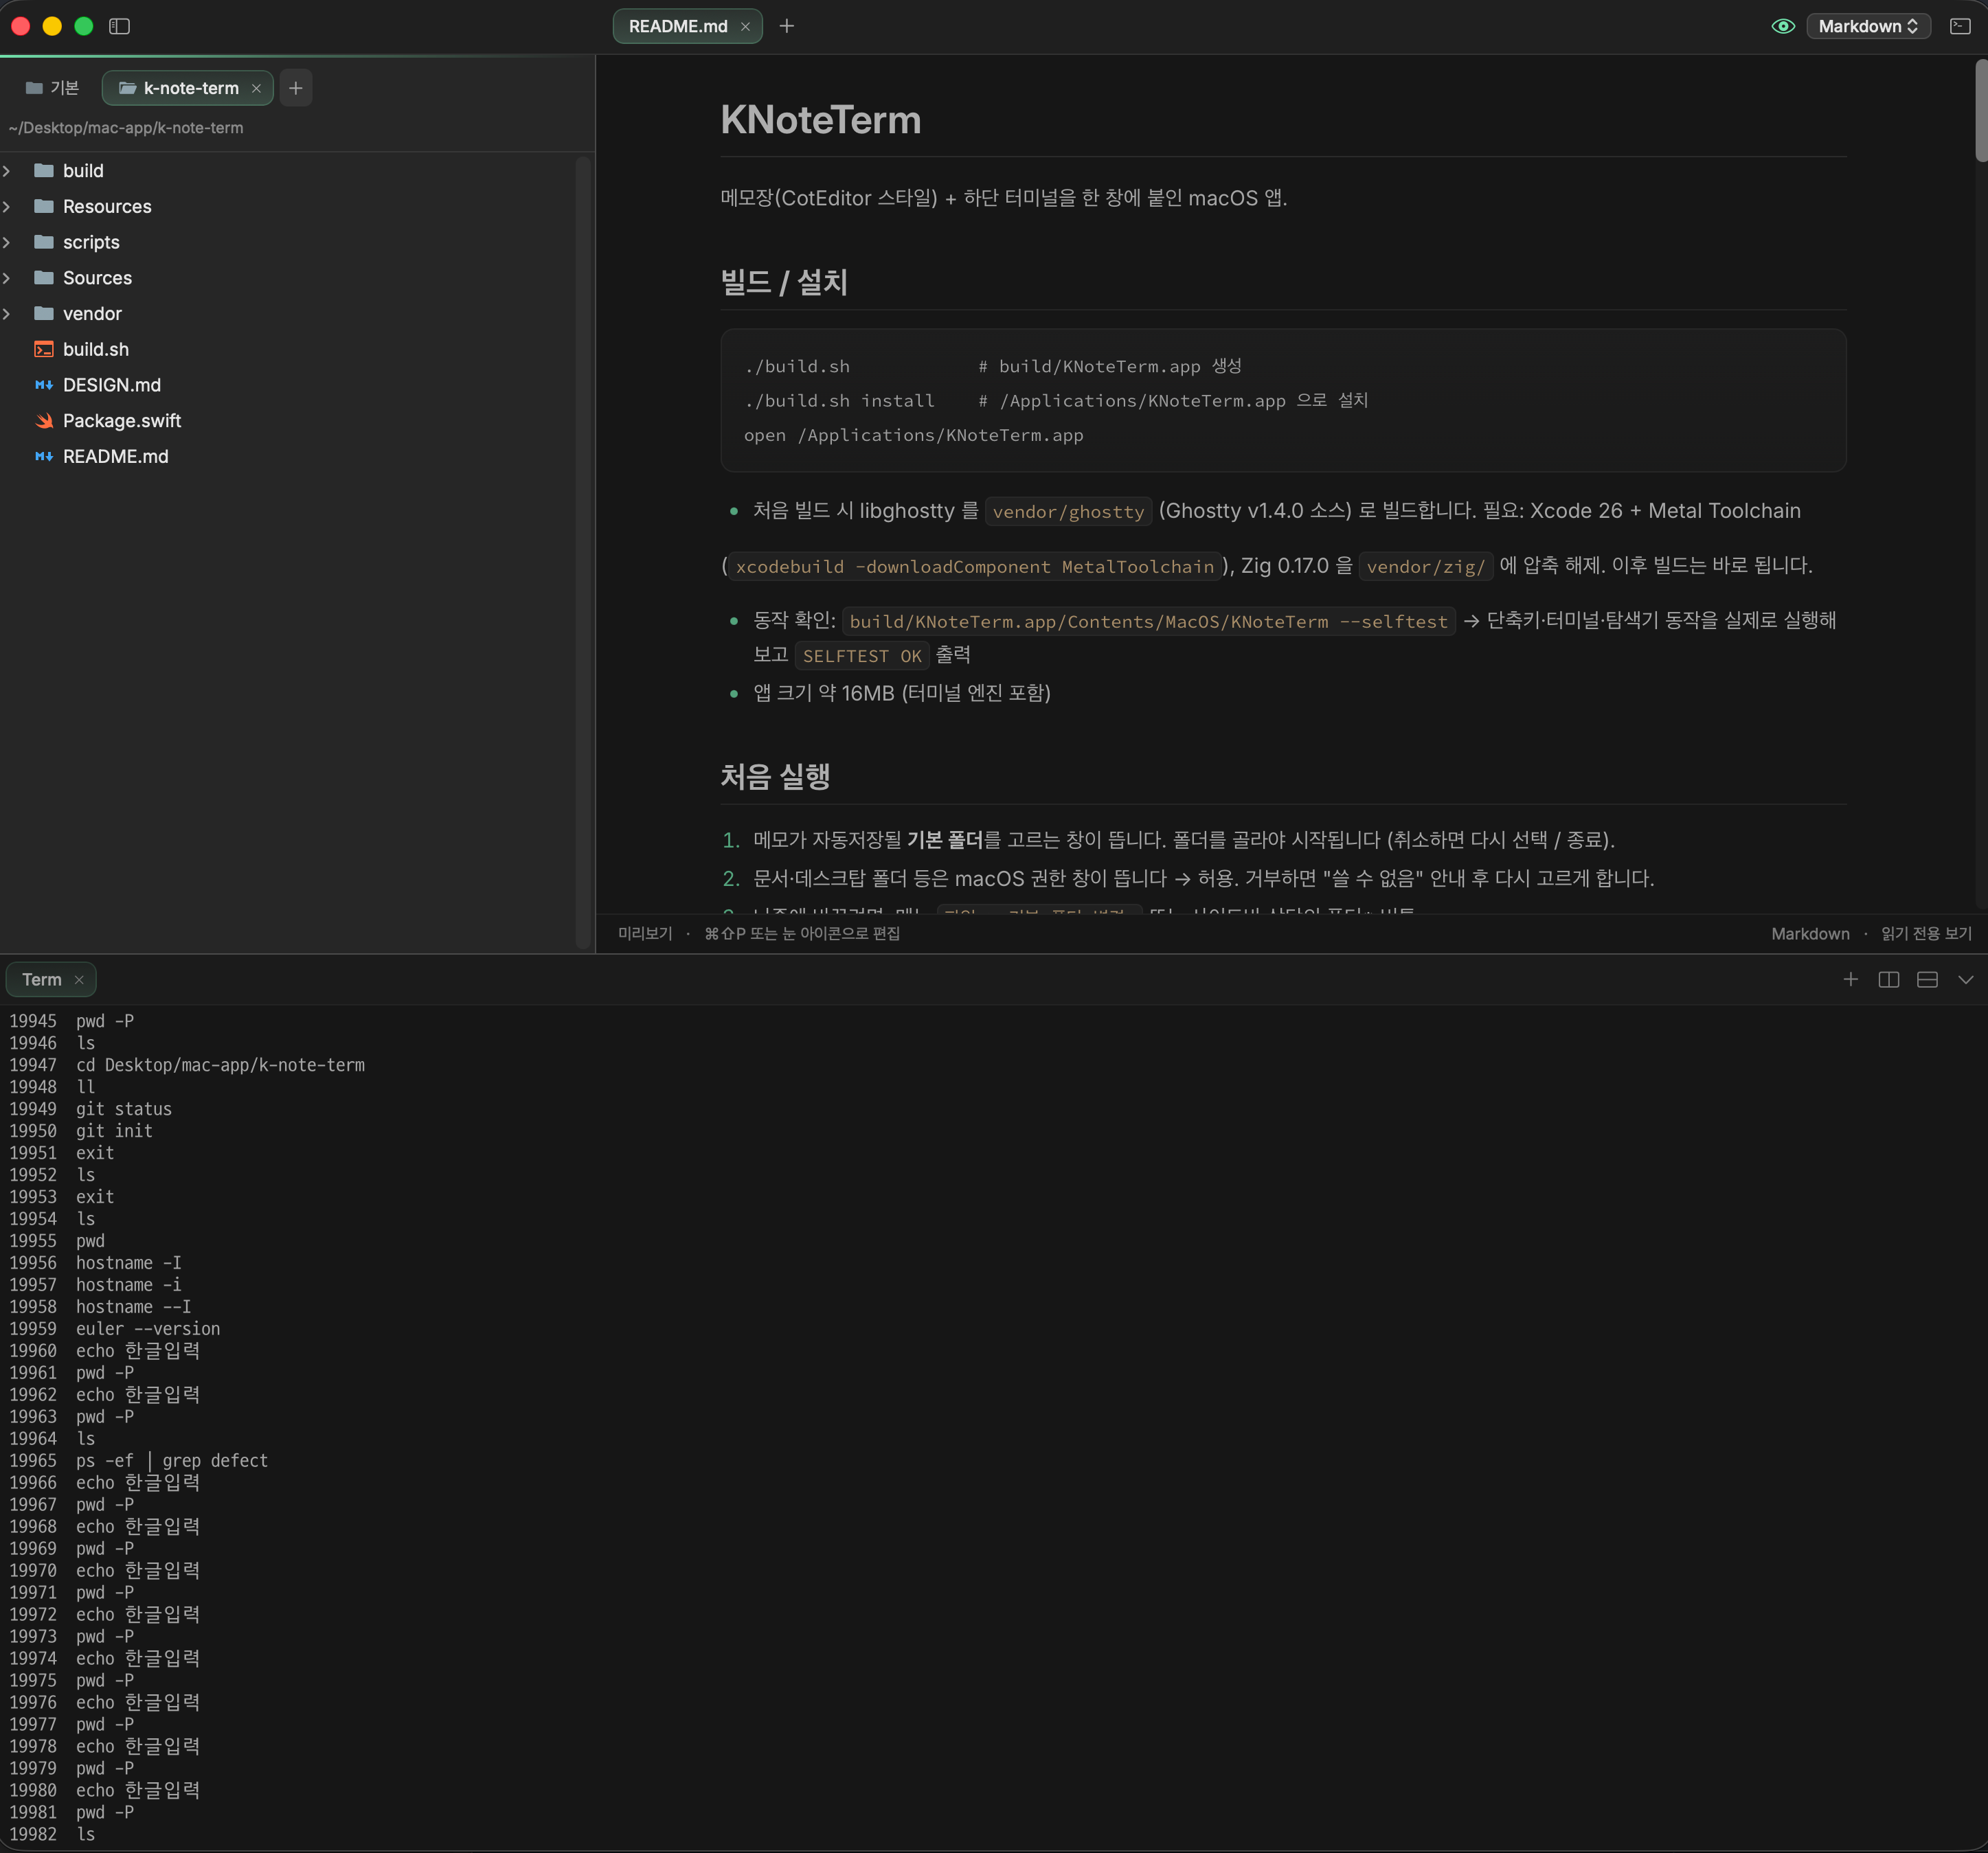 README.md
Markdown
기본
k-note-term
~/Desktop/mac-app/k-note-term
build
Resources
scripts
Sources
vendor
build.sh
DESIGN.md
Package.swift
README.md
KNoteTerm
메모장(CotEditor 스타일) + 하단 터미널을 한 창에 붙인 macOS 앱.
빌드 / 설치
./build.sh # build/KNoteTerm.app 생성
./build.sh install # /Applications/KNoteTerm.app 으로 설치
open /Applications/KNoteTerm.app
• 처음 빌드 시 libghostty 를 vendor/ghostty (Ghostty v1.4.0 소스) 로 빌드합니다. 필요: Xcode 26 + Metal Toolchain
(xcodebuild -downloadComponent MetalToolchain), Zig 0.17.0 을 vendor/zig/ 에 압축 해제. 이후 빌드는 바로 됩니다.
• 동작 확인: build/KNoteTerm.app/Contents/MacOS/KNoteTerm --selftest → 단축키·터미널·탐색기 동작을 실제로 실행해
보고 SELFTEST OK 출력
• 앱 크기 약 16MB (터미널 엔진 포함)
처음 실행
1. 메모가 자동저장될 기본 폴더를 고르는 창이 뜹니다. 폴더를 골라야 시작됩니다 (취소하면 다시 선택 / 종료).
2. 문서·데스크탑 폴더 등은 macOS 권한 창이 뜹니다 → 허용. 거부하면 "쓸 수 없음" 안내 후 다시 고르게 합니다.
미리보기 · ⌘⇧P 또는 눈 아이콘으로 편집
Markdown · 읽기 전용 보기
Term
19945 pwd -P
19946 ls
19947 cd Desktop/mac-app/k-note-term
19948 ll
19949 git status
19950 git init
19951 exit
19952 ls
19953 exit
19954 ls
19955 pwd
19956 hostname -I
19957 hostname -i
19958 hostname --I
19959 euler --version
19960 echo 한글입력
19961 pwd -P
19962 echo 한글입력
19963 pwd -P
19964 ls
19965 ps -ef | grep defect
19966 echo 한글입력
19967 pwd -P
19968 echo 한글입력
19969 pwd -P
19970 echo 한글입력
19971 pwd -P
19972 echo 한글입력
19973 pwd -P
19974 echo 한글입력
19975 pwd -P
19976 echo 한글입력
19977 pwd -P
19978 echo 한글입력
19979 pwd -P
19980 echo 한글입력
19981 pwd -P
19982 ls